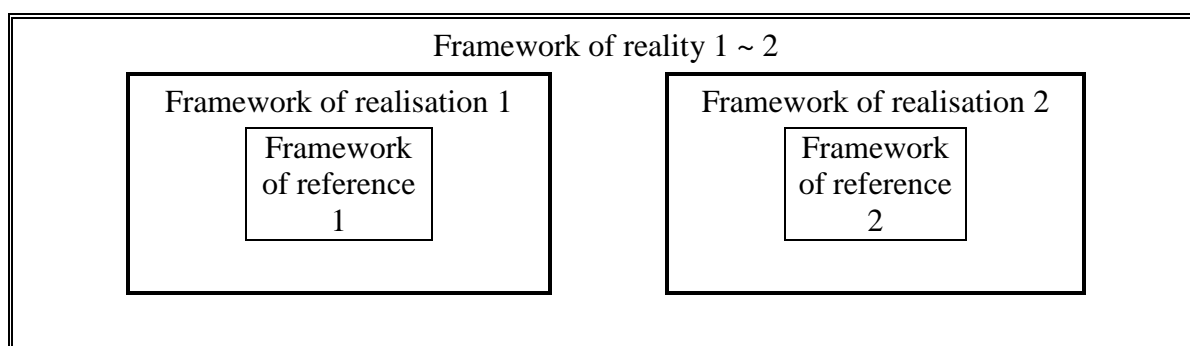 Framework of reality 1 ~ 2
Framework of realisation 1
Framework
of reference
1
Framework of realisation 2
Framework
of reference
2